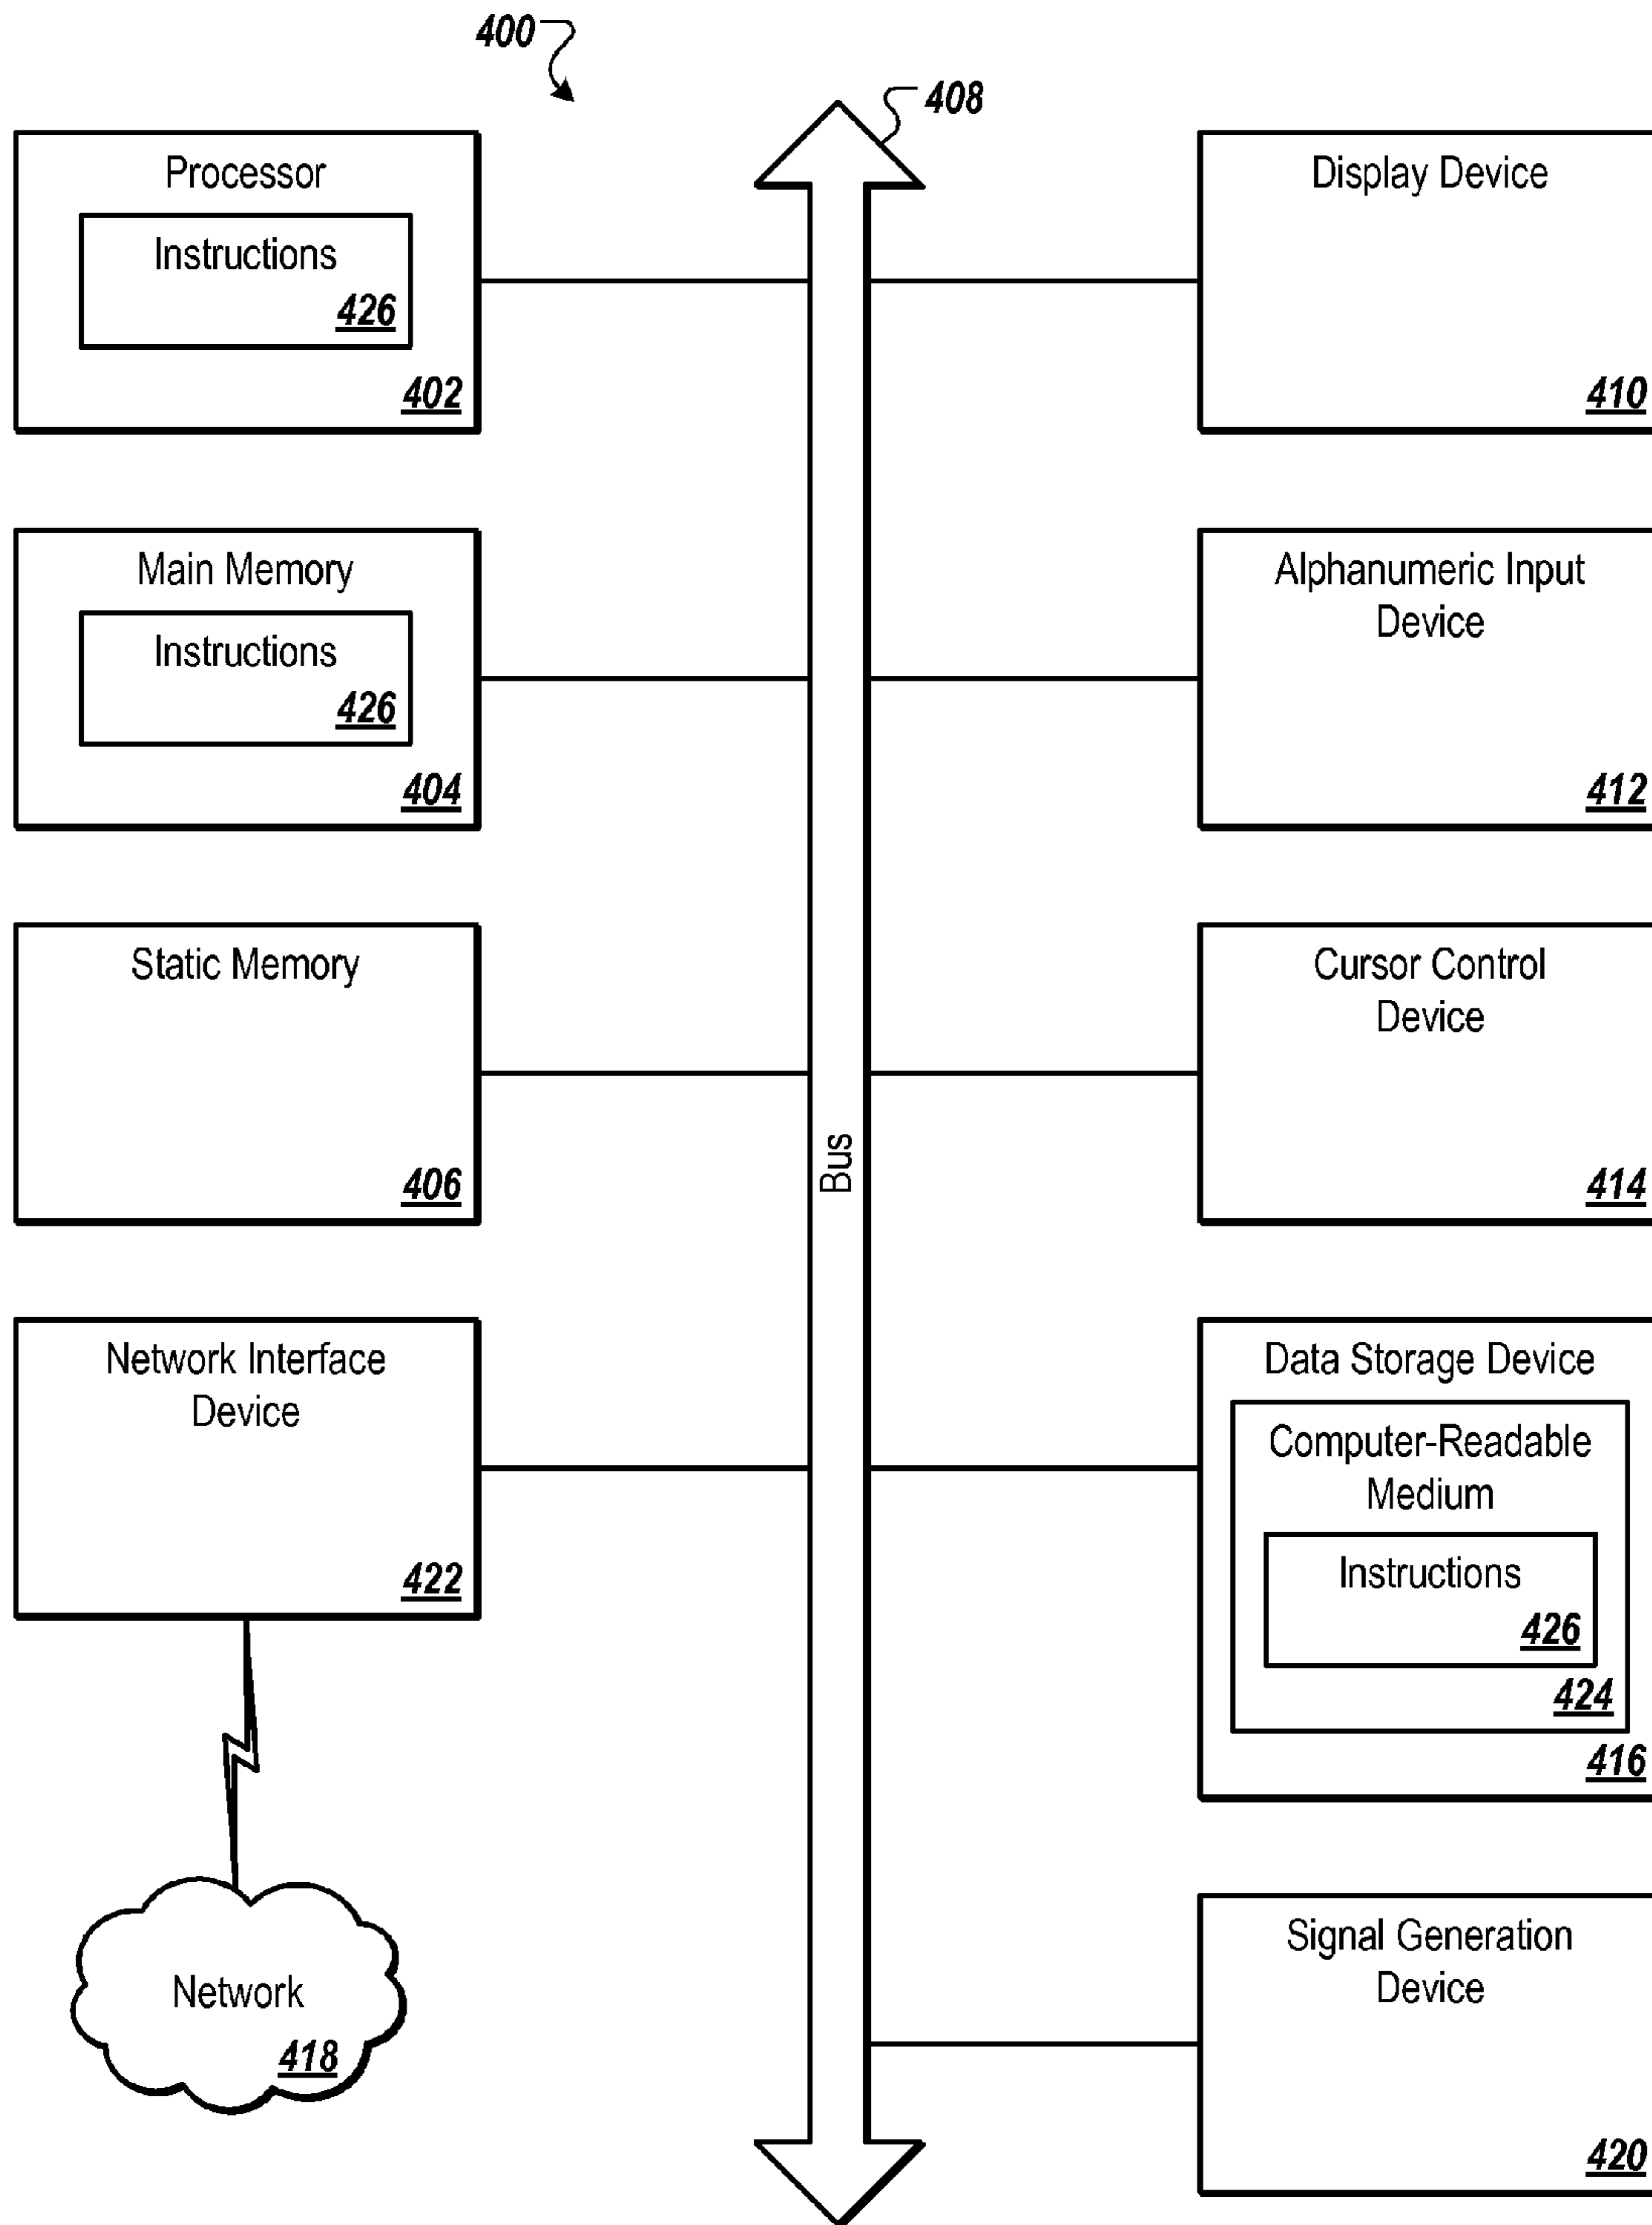 400
408
Processor
Instructions
426
402
Main Memory
Instructions
426
404
Static Memory
406
Network Interface
Device
422
Network
418
Bus
Display Device
410
Alphanumeric Input
Device
412
Cursor Control
Device
414
Data Storage Device
Computer-Readable
Medium
Instructions
426
424
416
Signal Generation
Device
420